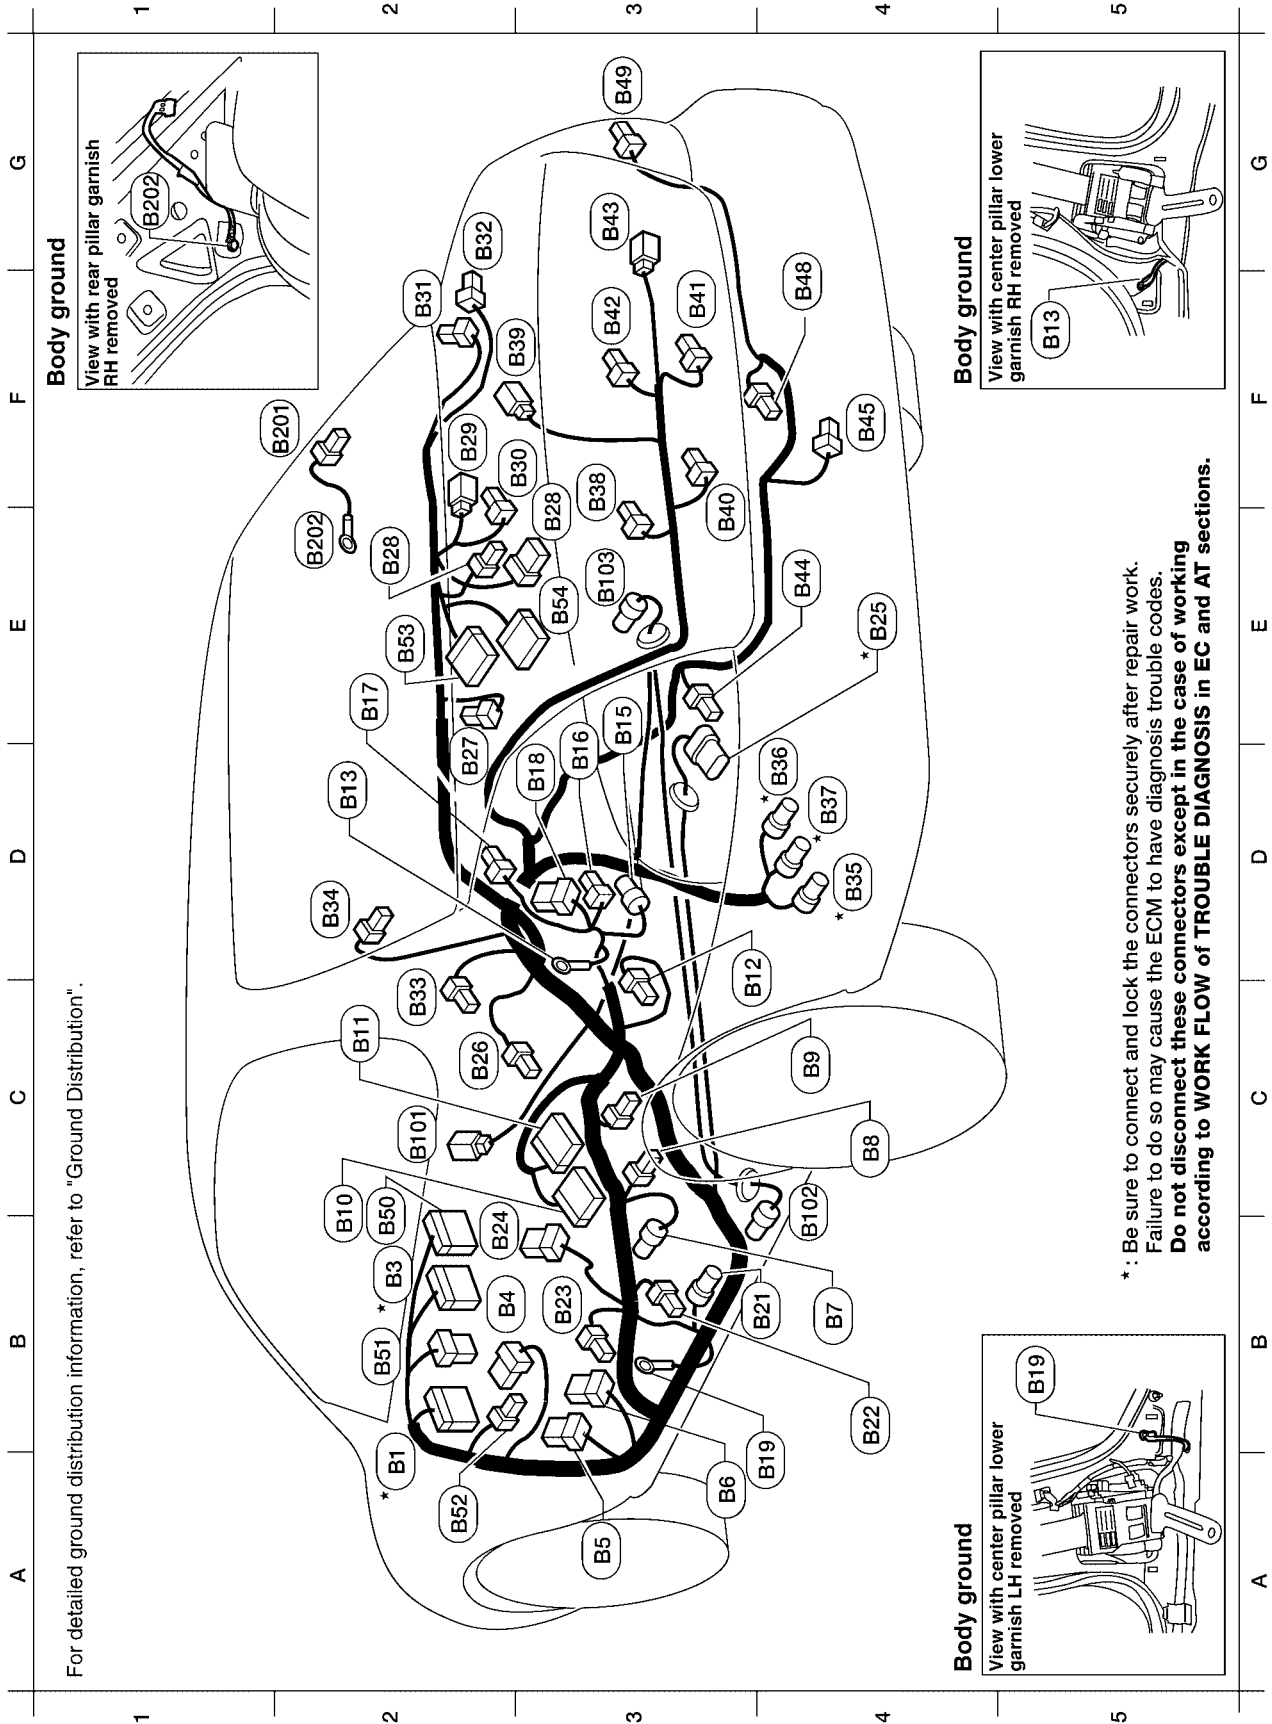 A
B
C
D
E
F
G
1
2
3
4
5
For detailed ground distribution information, refer to "Ground Distribution".
Body ground
View with rear pillar garnish
RH removed
B202
B201
B202
B31
B32
B49
B43
B42
B41
B39
B48
B29
B30
B28
B28
B38
B40
B45
B53
B54
B103
B44
★ B25
B17
B27
B13
B18
B16
B15
★ B36
B37 ★
B35 ★
B34
B33
B26
B12
B11
B9
B101
B8
B10
B50
B24
B102
★ B3
B4
B23
B21
B7
B51
B22
★ B1
B52
B19
B6
B5
Body ground
View with center pillar lower
garnish LH removed
B19
Body ground
View with center pillar lower
garnish RH removed
B13
★ : Be sure to connect and lock the connectors securely after repair work.
Failure to do so may cause the ECM to have diagnosis trouble codes.
Do not disconnect these connectors except in the case of working
according to WORK FLOW of TROUBLE DIAGNOSIS in EC and AT sections.
A
B
C
D
E
F
G
1
2
3
4
5